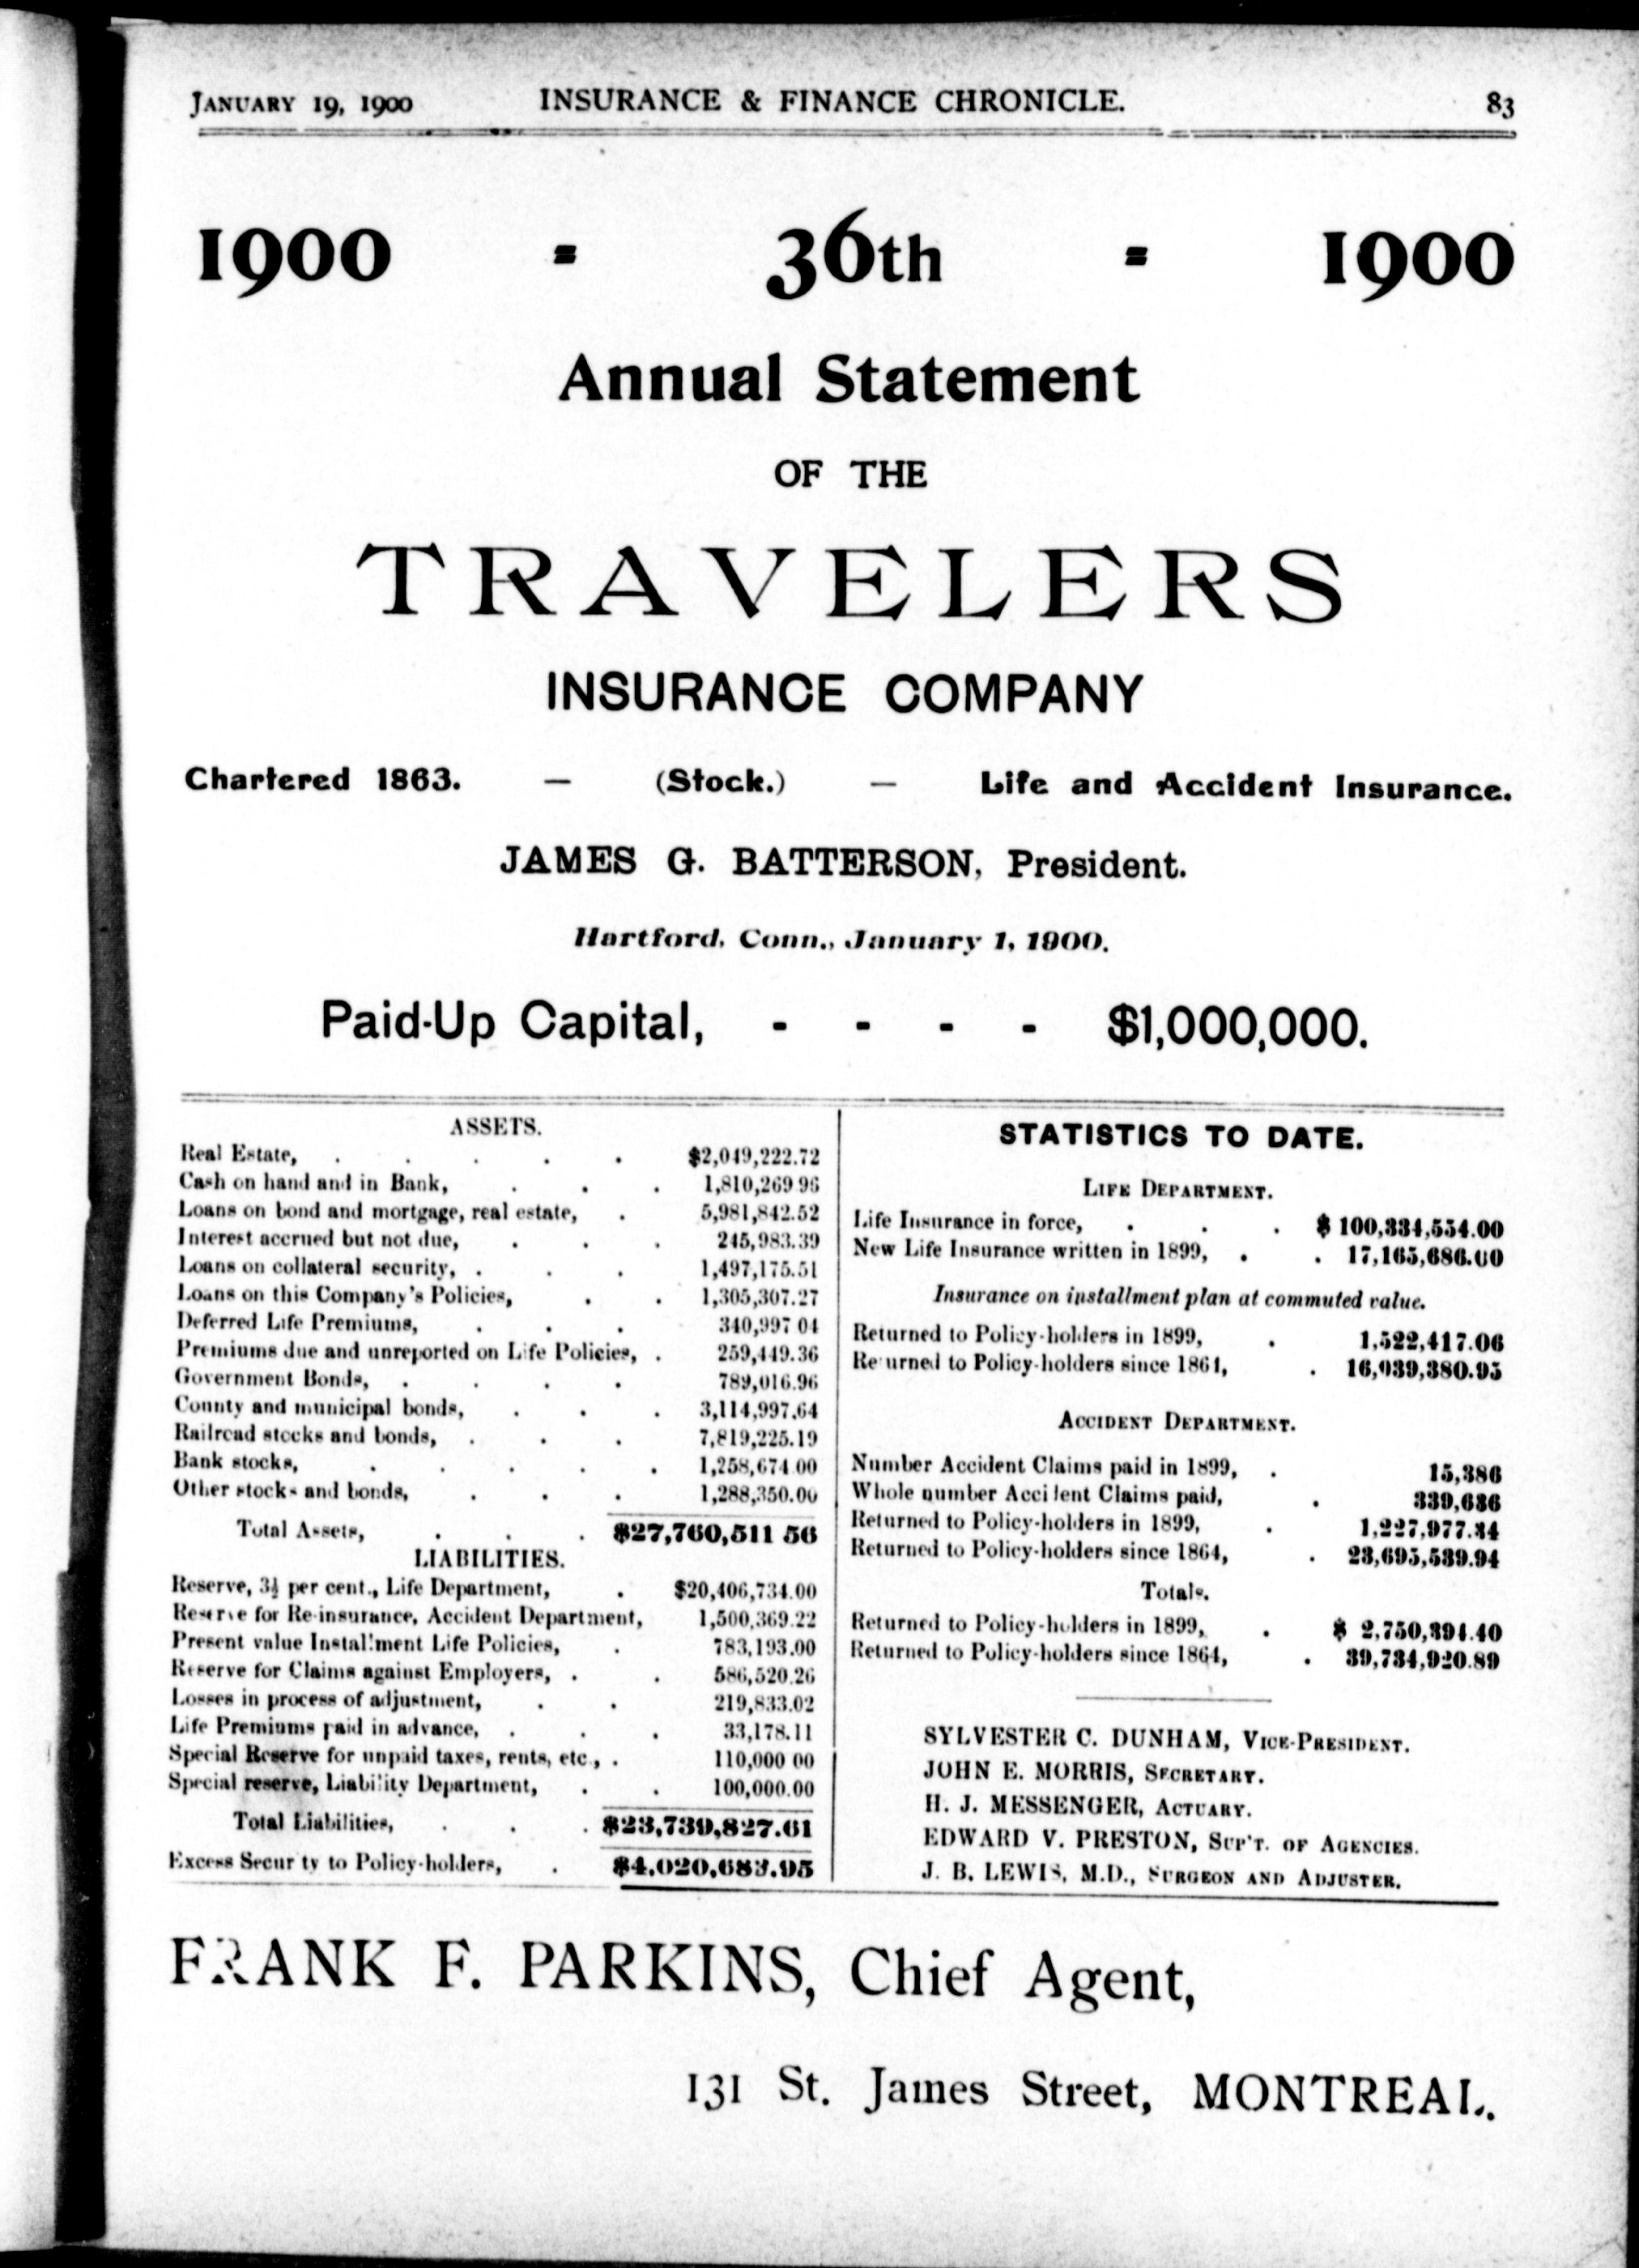 JANUARY 19, 1900 INSURANCE & FINANCE CHRONICLE. 83
1900 - 36th - 1900
Annual Statement
OF THE
TRAVELERS
INSURANCE COMPANY
Chartered 1863. — (Stock.) — Life and Accident Insurance.
JAMES G. BATTERSON, President.
Hartford, Conn., January 1, 1900.
Paid-Up Capital, - - - - $1,000,000.
ASSETS.
Real Estate, . . . . . $2,049,222.72
Cash on hand and in Bank, . . . 1,810,269 96
Loans on bond and mortgage, real estate, . 5,981,842.52
Interest accrued but not due, . . . 245,983.39
Loans on collateral security, . . . 1,497,175.51
Loans on this Company's Policies, . . 1,305,307.27
Deferred Life Premiums, . . . 340,997 04
Premiums due and unreported on Life Policies, . 259,449.36
Government Bonds, . . . . 789,016.96
County and municipal bonds, . . . 3,114,997.64
Railroad stocks and bonds, . . . 7,819,225.19
Bank stocks, . . . . . 1,258,674 00
Other stocks and bonds, . . . 1,288,350.00
Total Assets, . . . $27,760,511 56
LIABILITIES.
Reserve, 3½ per cent., Life Department, . $20,406,734.00
Reserve for Re-insurance, Accident Department, 1,500,369.22
Present value Instalment Life Policies, . 783,193.00
Reserve for Claims against Employers, . . 586,520.26
Losses in process of adjustment, . . 219,833.02
Life Premiums paid in advance, . . . 33,178.11
Special Reserve for unpaid taxes, rents, etc., . 110,000 00
Special reserve, Liability Department, . . 100,000.00
Total Liabilities, . . . $23,739,827.61
Excess Security to Policy-holders, . $4,020,683.95
STATISTICS TO DATE.
LIFE DEPARTMENT.
Life Insurance in force, . . . $ 100,334,554.00
New Life Insurance written in 1899, . . 17,165,686.00
Insurance on installment plan at commuted value.
Returned to Policy-holders in 1899, . 1,522,417.06
Returned to Policy-holders since 1864, . 16,039,380.95
ACCIDENT DEPARTMENT.
Number Accident Claims paid in 1899, . 15,386
Whole number Accident Claims paid, . 339,636
Returned to Policy-holders in 1899, . 1,227,977.34
Returned to Policy-holders since 1864, . 23,695,539.94
Totals.
Returned to Policy-holders in 1899, . $ 2,750,394.40
Returned to Policy-holders since 1864, . 39,734,920.89
SYLVESTER C. DUNHAM, VICE-PRESIDENT.
JOHN E. MORRIS, SECRETARY.
H. J. MESSENGER, ACTUARY.
EDWARD V. PRESTON, SUP'T. OF AGENCIES.
J. B. LEWIS, M.D., SURGEON AND ADJUSTER.
FRANK F. PARKINS, Chief Agent,
131 St. James Street, MONTREAL.